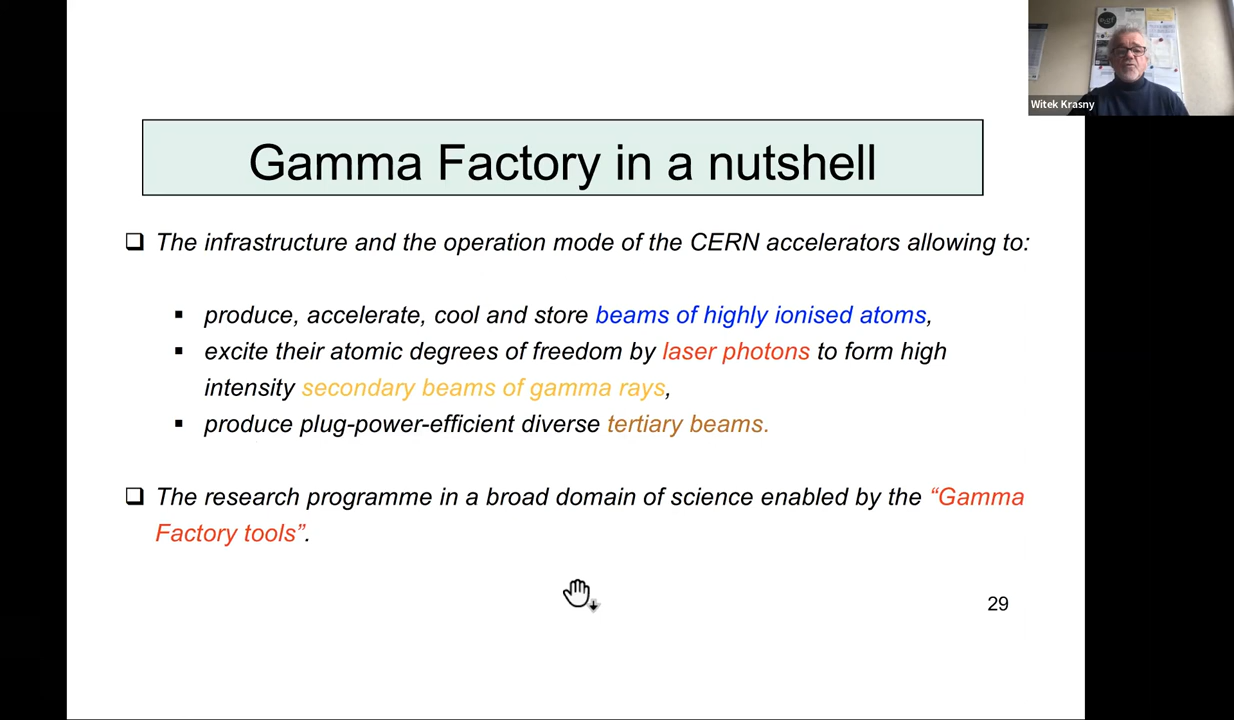 Witek Krasny
Gamma Factory in a nutshell
❑ The infrastructure and the operation mode of the CERN accelerators allowing to:
▪ produce, accelerate, cool and store beams of highly ionised atoms,
▪ excite their atomic degrees of freedom by laser photons to form high
intensity secondary beams of gamma rays,
▪ produce plug-power-efficient diverse tertiary beams.
❑ The research programme in a broad domain of science enabled by the “Gamma
Factory tools”.
29